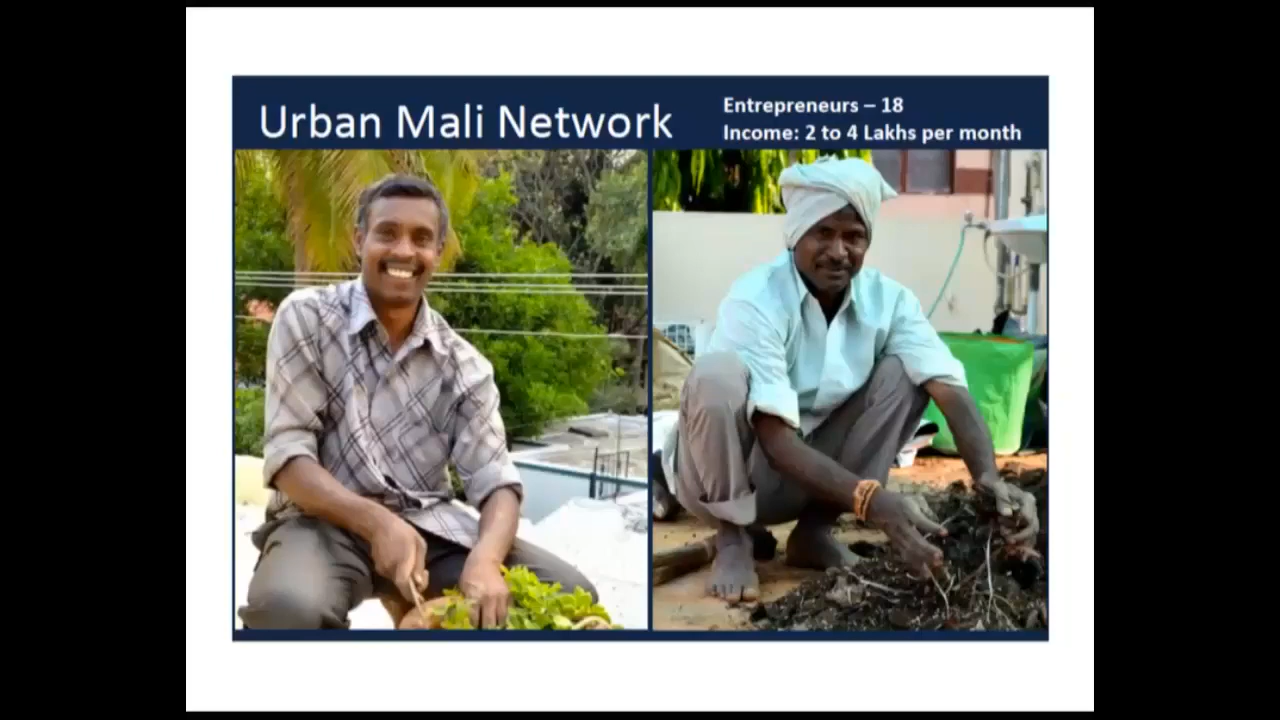 Urban Mali Network
Entrepreneurs – 18
Income: 2 to 4 Lakhs per month